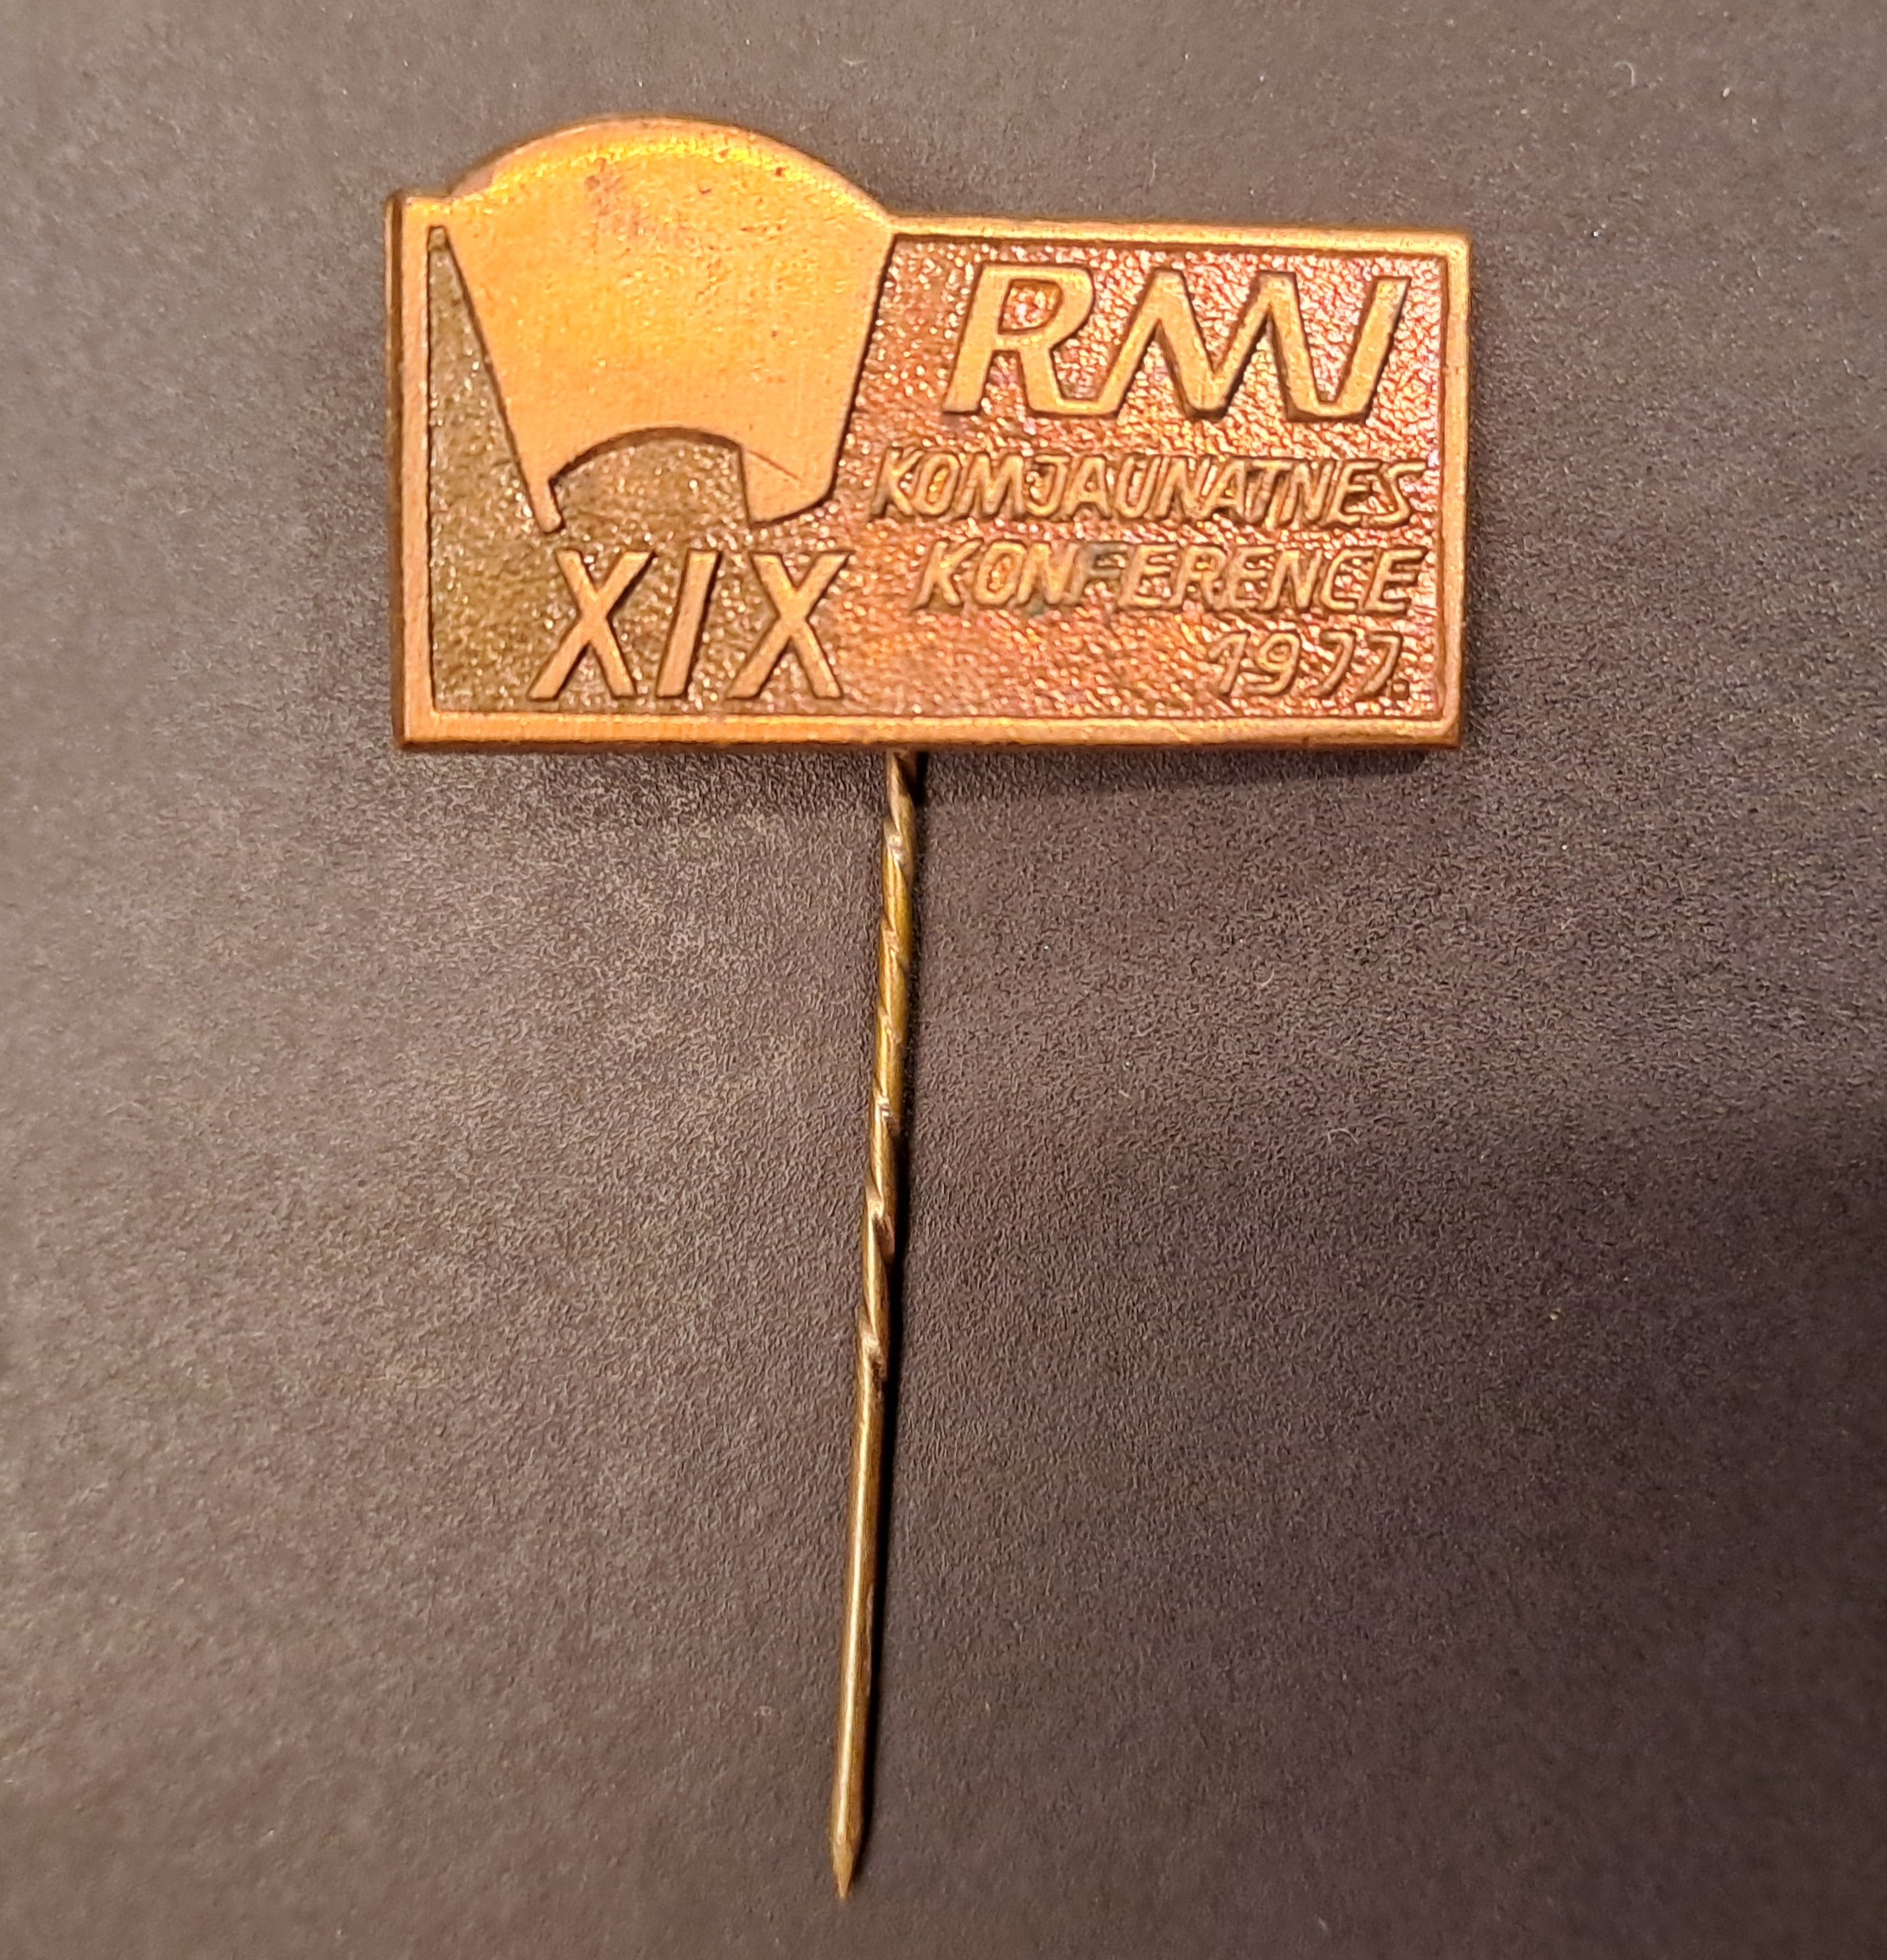 RMI
KOMJAUNATNES
KONFERENCE
1977.
XIX